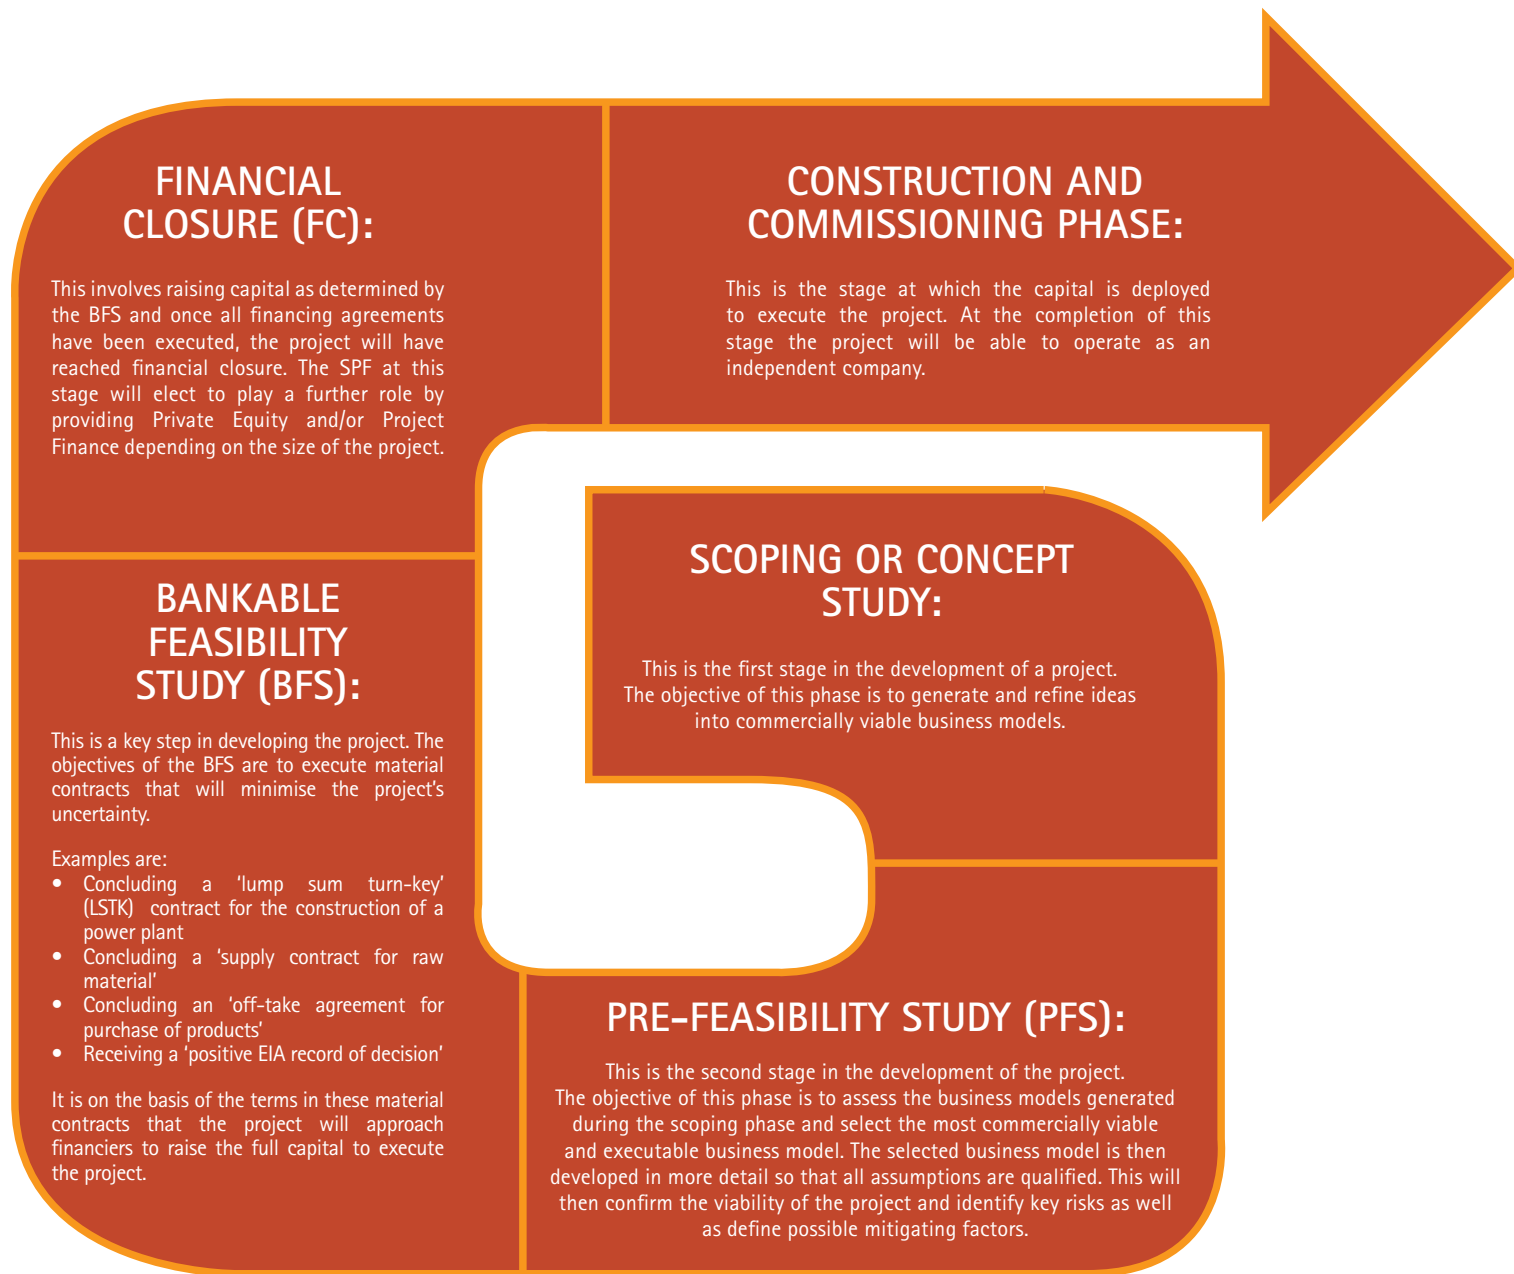 FINANCIAL
CLOSURE (FC):
This involves raising capital as determined by
the BFS and once all financing agreements
have been executed, the project will have
reached financial closure. The SPF at this
stage will elect to play a further role by
providing Private Equity and/or Project
Finance depending on the size of the project.
CONSTRUCTION AND
COMMISSIONING PHASE:
This is the stage at which the capital is deployed
to execute the project. At the completion of this
stage the project will be able to operate as an
independent company.
SCOPING OR CONCEPT
STUDY:
This is the first stage in the development of a project.
The objective of this phase is to generate and refine ideas
into commercially viable business models.
BANKABLE
FEASIBILITY
STUDY (BFS):
This is a key step in developing the project. The
objectives of the BFS are to execute material
contracts that will minimise the project's
uncertainty.
Examples are:
• Concluding a 'lump sum turn-key'
(LSTK) contract for the construction of a
power plant
• Concluding a 'supply contract for raw
material'
• Concluding an 'off-take agreement for
purchase of products'
• Receiving a 'positive EIA record of decision'
It is on the basis of the terms in these material
contracts that the project will approach
financiers to raise the full capital to execute
the project.
PRE-FEASIBILITY STUDY (PFS):
This is the second stage in the development of the project.
The objective of this phase is to assess the business models generated
during the scoping phase and select the most commercially viable
and executable business model. The selected business model is then
developed in more detail so that all assumptions are qualified. This will
then confirm the viability of the project and identify key risks as well
as define possible mitigating factors.